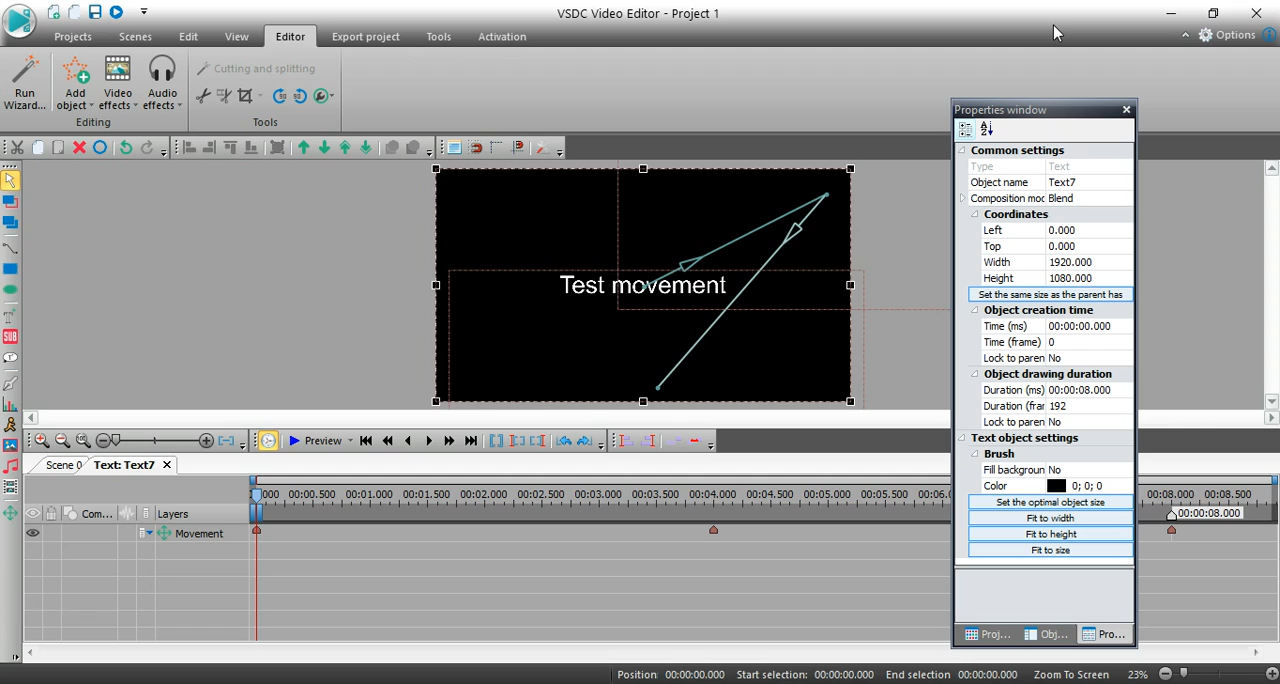 VSDC Video Editor - Project 1
Projects Scenes Edit View Editor Export project Tools Activation Options
Run Wizard... Add object Video effects Audio effects Cutting and splitting
Editing Tools
Properties window
Common settings
Type Text
Object name Text7
Composition mod Blend
Coordinates
Left 0.000
Top 0.000
Width 1920.000
Height 1080.000
Set the same size as the parent has
Object creation time
Time (ms) 00:00:00.000
Time (frame) 0
Lock to paren No
Object drawing duration
Duration (ms) 00:00:08.000
Duration (frar 192
Lock to paren No
Text object settings
Brush
Fill backgroun No
Color 0; 0; 0
Set the optimal object size
Fit to width
Fit to height
Fit to size
Proj... Obj... Pro...
Test movement
SUB
Preview
Scene 0 Text: Text7
:000 00:00.500 00:01.000 00:01.500 00:02.000 00:02.500 00:03.000 00:03.500 00:04.000 00:04.500 00:05.000 00:05.500 00:06. 00:08.000 00:08.500
Com... Layers 00:00:08.000
Movement
Position: 00:00:00.000 Start selection: 00:00:00.000 End selection: 00:00:00.000 Zoom To Screen 23%